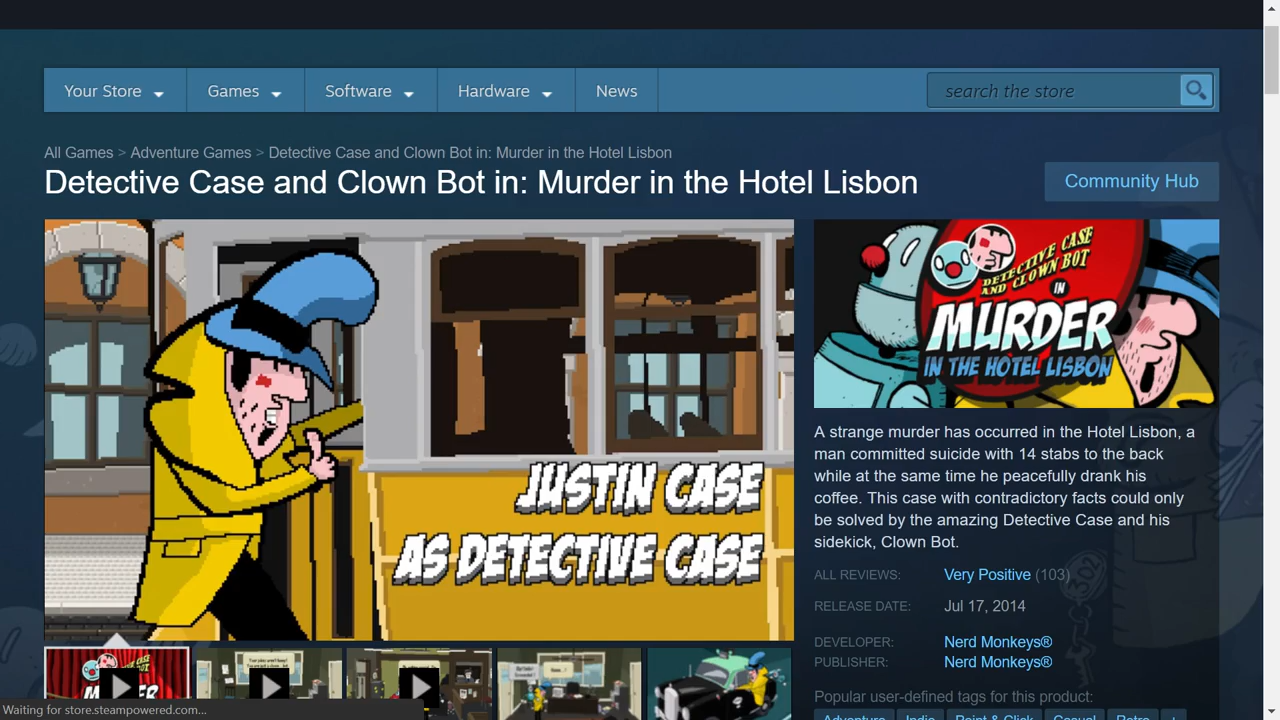 Your Store
Games
Software
Hardware
News
search the store
All Games > Adventure Games > Detective Case and Clown Bot in: Murder in the Hotel Lisbon
Detective Case and Clown Bot in: Murder in the Hotel Lisbon
Community Hub
JUSTIN CASE
AS DETECTIVE CASE
DETECTIVE CASE
AND CLOWN BOT
IN
MURDER
IN THE HOTEL LISBON
A strange murder has occurred in the Hotel Lisbon, a
man committed suicide with 14 stabs to the back
while at the same time he peacefully drank his
coffee. This case with contradictory facts could only
be solved by the amazing Detective Case and his
sidekick, Clown Bot.
ALL REVIEWS: Very Positive (103)
RELEASE DATE: Jul 17, 2014
DEVELOPER: Nerd Monkeys®
PUBLISHER: Nerd Monkeys®
Popular user-defined tags for this product:
Adventure Indie Point & Click Casual Retro +
Waiting for store.steampowered.com...